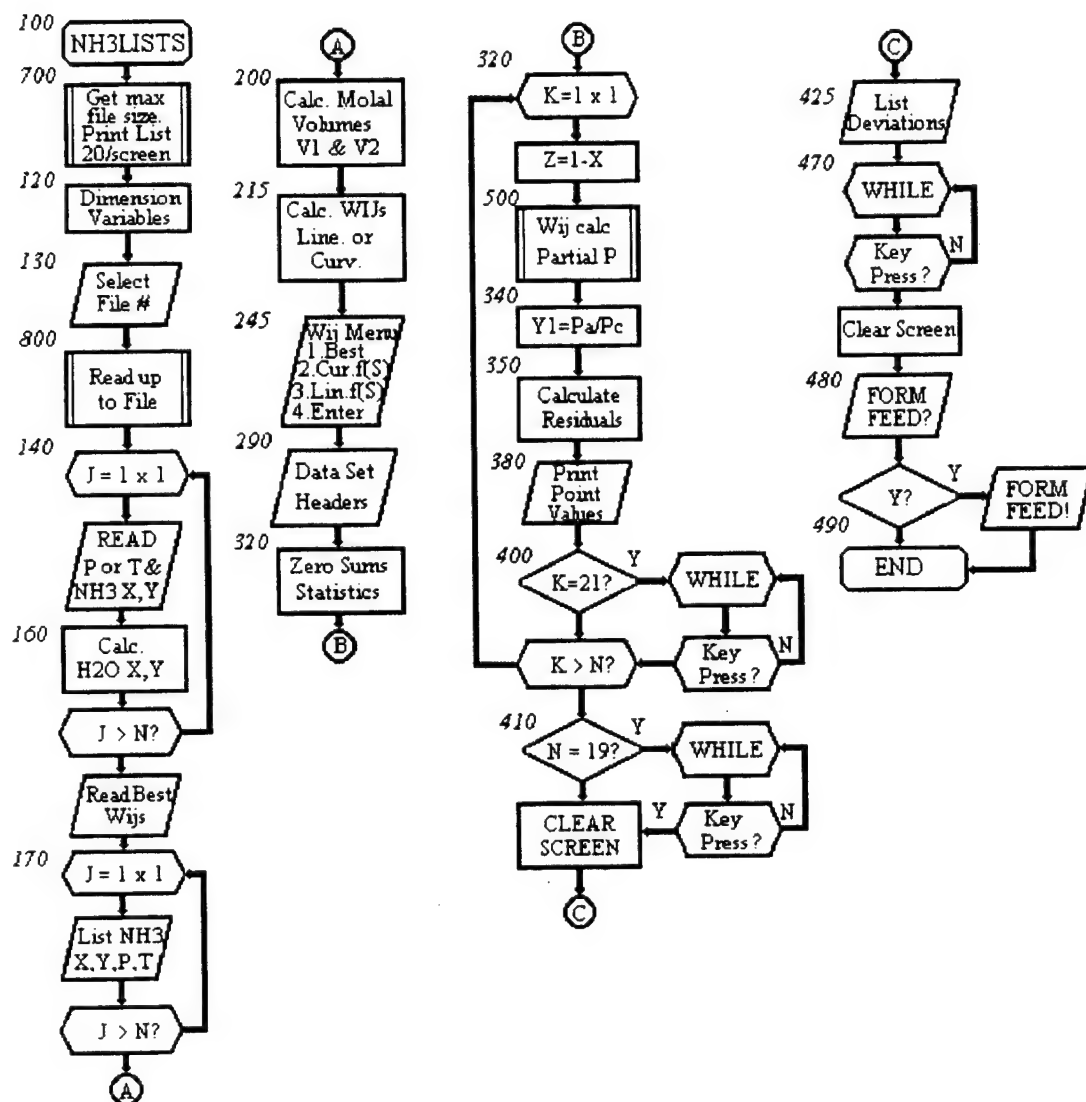 100
NH3LISTS
700
Get max
file size.
Print List
20/screen
120
Dimension
Variables
130
Select
File #
800
Read up
to File
140
J = 1 x 1
READ
P or T &
NH3 X,Y
160
Calc.
H2O X,Y
J > N?
Read Best
Wijs
170
J = 1 x 1
List NH3
X,Y,P,T
J > N?
A
A
200
Calc. Molal
Volumes
V1 & V2
215
Calc. WIJs
Line. or
Curv.
245
Wij Menu
1.Best
2.Cur.f(S)
3.Lin.f(S)
4.Enter
290
Data Set
Headers
320
Zero Sums
Statistics
B
B
320
K=1 x 1
Z=1-X
500
Wij calc
Partial P
340
Y1=Pa/Pc
350
Calculate
Residuals
380
Print
Point
Values
400
K=21?
Y
WHILE
Key
Press?
N
K > N?
410
N = 19?
Y
WHILE
Key
Press?
N
Y
CLEAR
SCREEN
C
C
425
List
Deviations
470
WHILE
Key
Press?
N
Clear Screen
480
FORM
FEED?
Y?
Y
FORM
FEED!
490
END